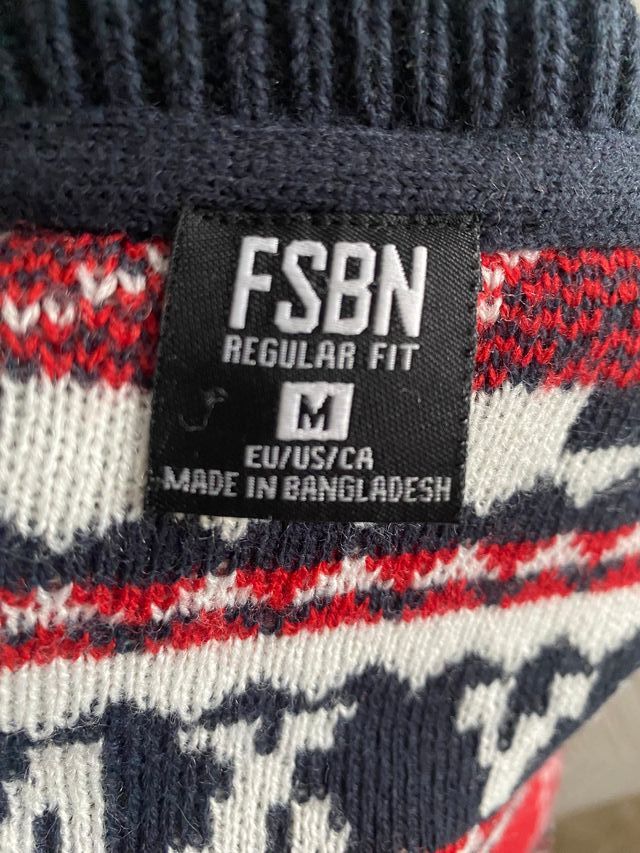 FSBN
REGULAR FIT
M
EU/US/CA
MADE IN BANGLADESH